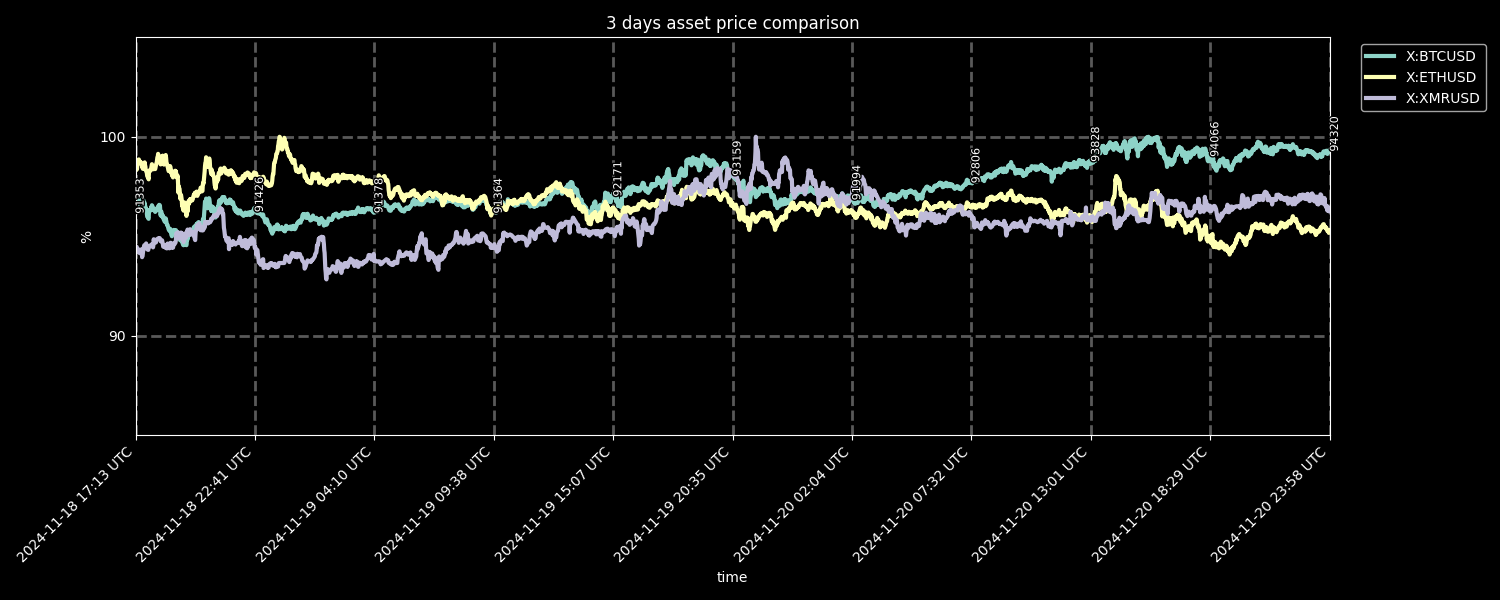 3 days asset price comparison
X:BTCUSD
X:ETHUSD
X:XMRUSD
100
90
%
91353
91426
91378
91364
92171
93159
91994
92806
93828
94066
94320
2024-11-18 17:13 UTC
2024-11-18 22:41 UTC
2024-11-19 04:10 UTC
2024-11-19 09:38 UTC
2024-11-19 15:07 UTC
2024-11-19 20:35 UTC
2024-11-20 02:04 UTC
2024-11-20 07:32 UTC
2024-11-20 13:01 UTC
2024-11-20 18:29 UTC
2024-11-20 23:58 UTC
time